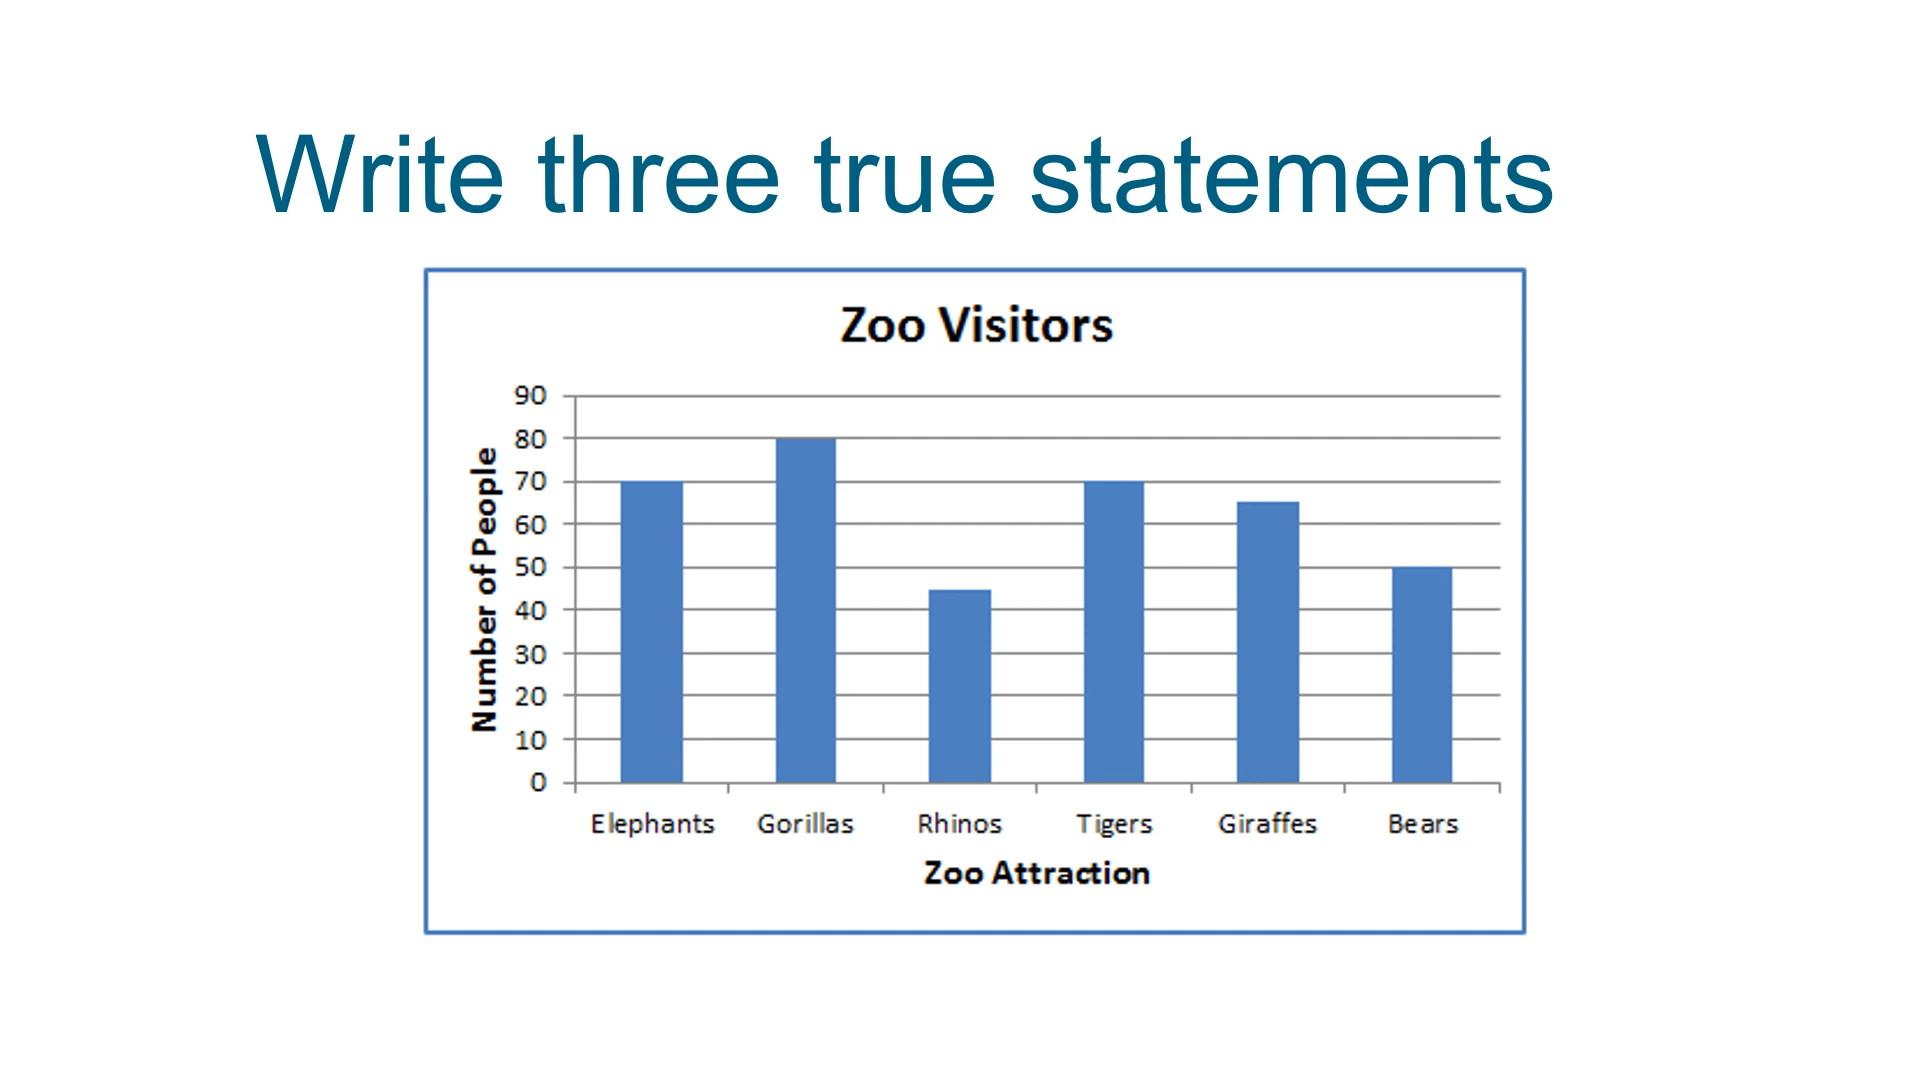 Write three true statements
Zoo Visitors
Number of People
90
80
70
60
50
40
30
20
10
0
Elephants Gorillas Rhinos Tigers Giraffes Bears
Zoo Attraction